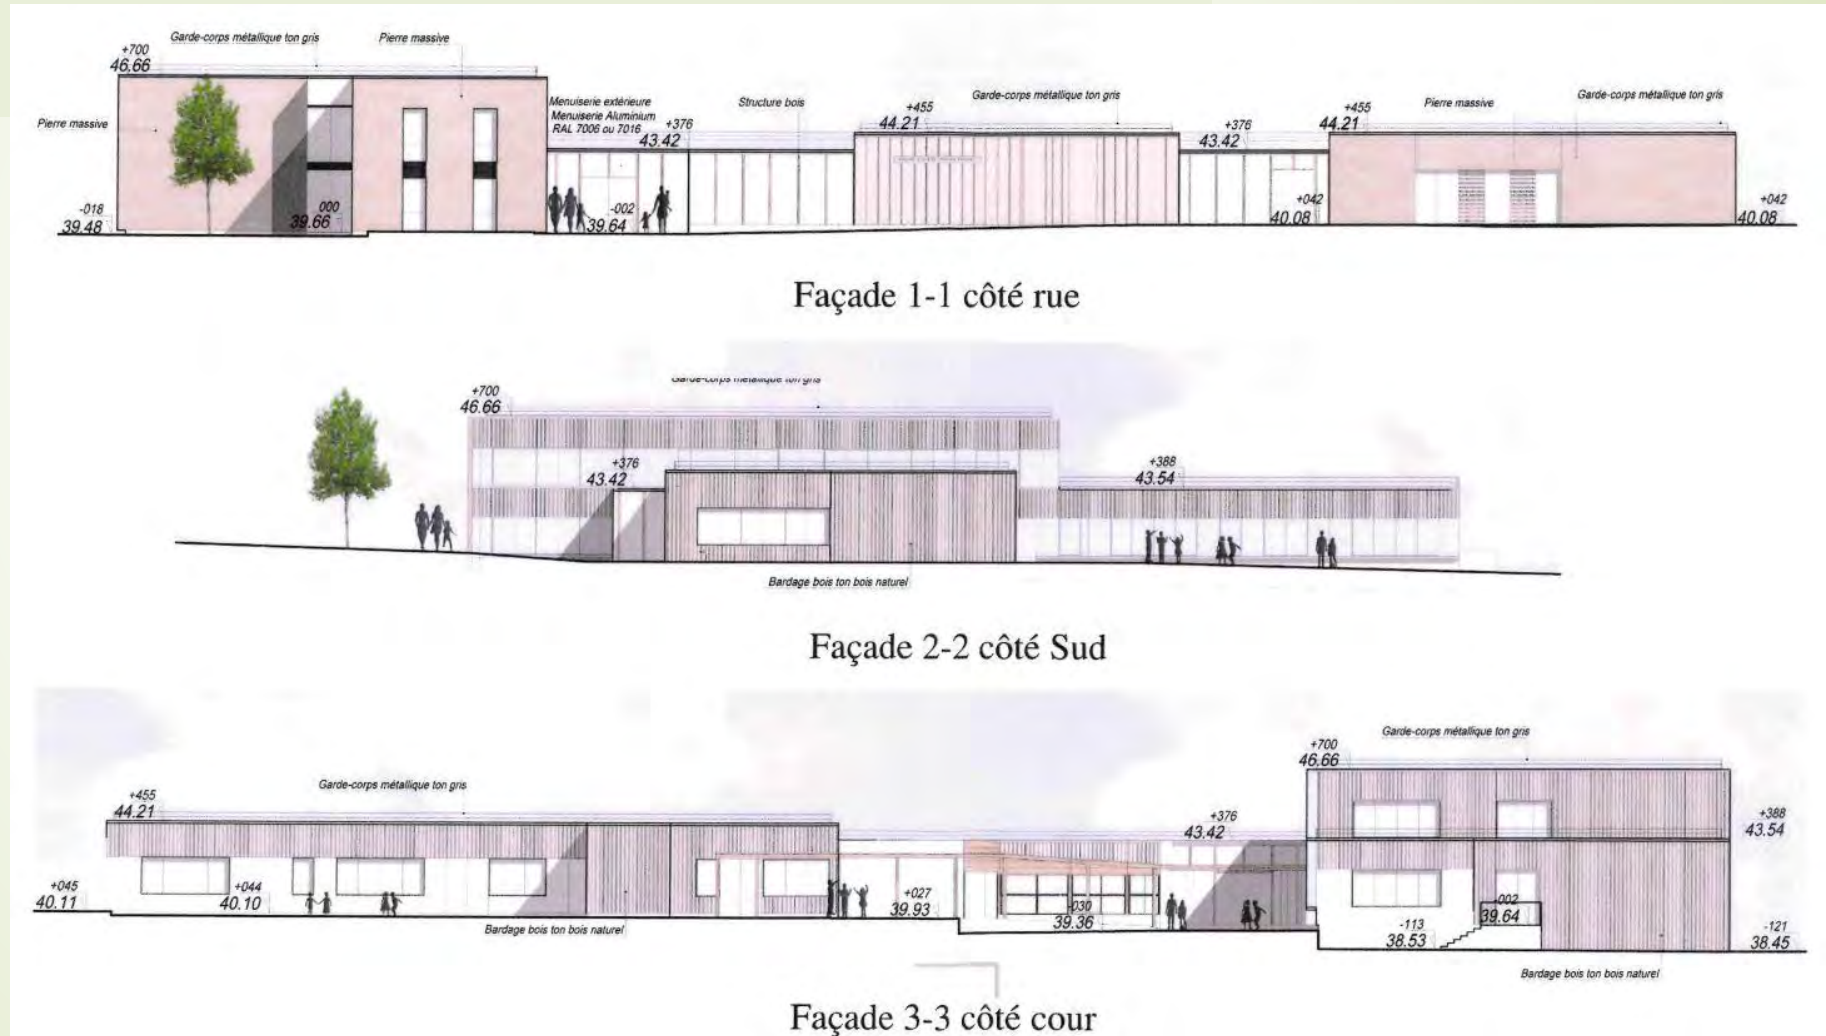 Garde-corps métallique ton gris
Pierre massive
+700
46.66
Pierre massive
Menuiserie extérieure
Menuiserie Aluminium
RAL 7006 ou 7016
+376
43.42
Structure bois
+455
44.21
Garde-corps métallique ton gris
+376
43.42
+455
44.21
Pierre massive
Garde-corps métallique ton gris
-018
39.48
000
39.66
-002
39.64
+042
40.08
+042
40.08
Façade 1-1 côté rue
Garde-corps métallique ton gris
+700
46.66
+376
43.42
+388
43.54
Bardage bois ton bois naturel
Façade 2-2 côté Sud
Garde-corps métallique ton gris
+700
46.66
Garde-corps métallique ton gris
+455
44.21
+376
43.42
+388
43.54
+045
40.11
+044
40.10
+027
39.93
-030
39.36
-002
39.64
-113
38.53
-121
38.45
Bardage bois ton bois naturel
Bardage bois ton bois naturel
Façade 3-3 côté cour